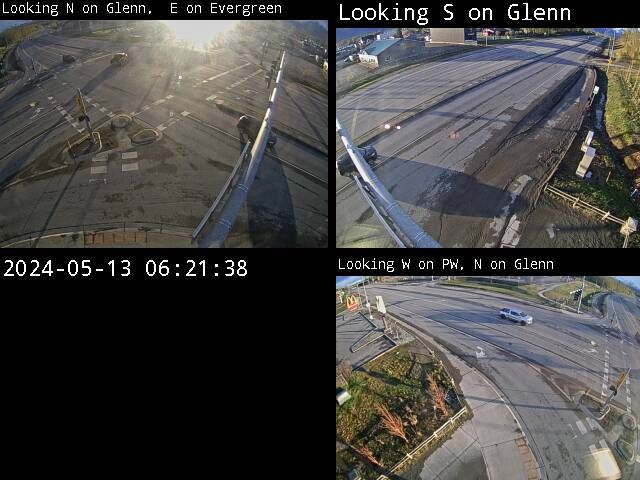 Looking N on Glenn,  E on Evergreen
Looking S on Glenn
2024-05-13 06:21:38
Looking W on PW, N on Glenn